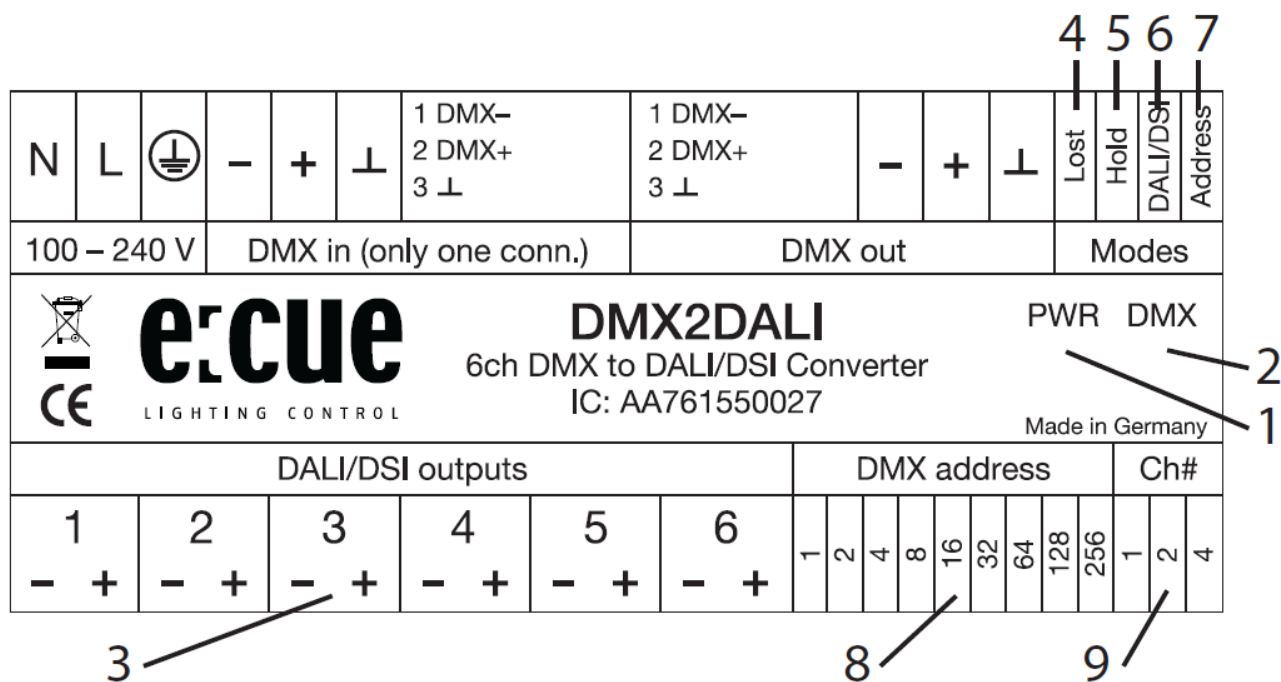 4 5 6 7
N L - + ⊥
1 DMX–
2 DMX+
3 ⊥
1 DMX–
2 DMX+
3 ⊥
– + ⊥
Lost
Hold
DALI/DSI
Address
100 – 240 V
DMX in (only one conn.)
DMX out
Modes
e:cue
LIGHTING CONTROL
CE
DMX2DALI
6ch DMX to DALI/DSI Converter
IC: AA761550027
PWR DMX
2
1
Made in Germany
DALI/DSI outputs
DMX address
Ch#
1 2 3 4 5 6
– + – + – + – + – + – +
1 2 4 8 16 32 64 128 256
1 2 4
3 8 9